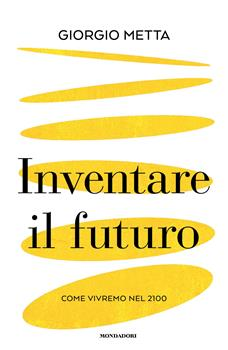 GIORGIO METTA
Inventare
il futuro
COME VIVREMO NEL 2100
MONDADORI